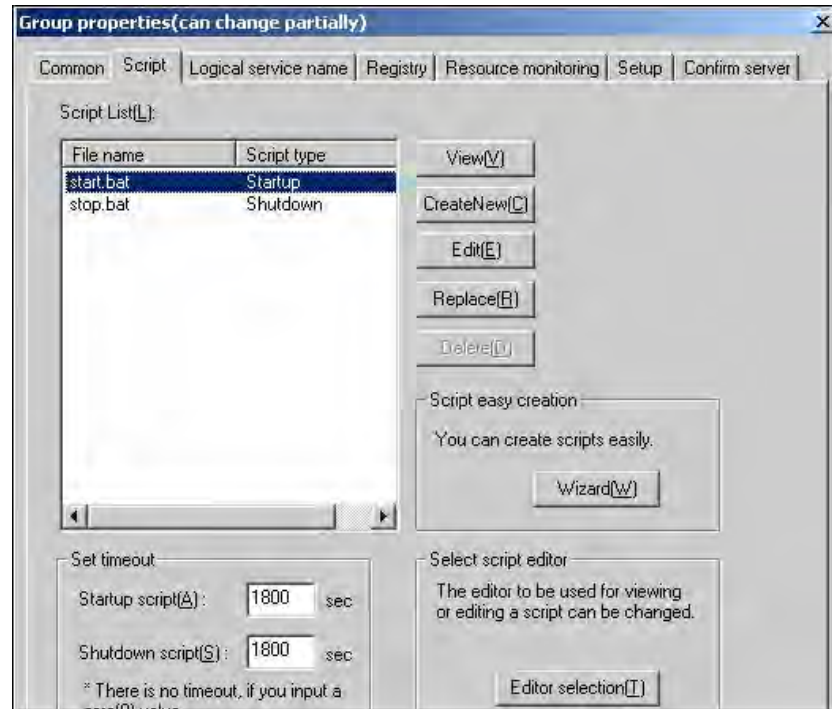 Group properties(can change partially)
Common Script Logical service name Registry Resource monitoring Setup Confirm server
Script List(L):
File name Script type
start.bat Startup
stop.bat Shutdown
View(V)
CreateNew(C)
Edit(E)
Replace(R)
Delete(D)
Script easy creation
You can create scripts easily.
Wizard(W)
Set timeout
Startup script(A) : 1800 sec
Shutdown script(S) : 1800 sec
* There is no timeout, if you input a
Select script editor
The editor to be used for viewing
or editing a script can be changed.
Editor selection(T)